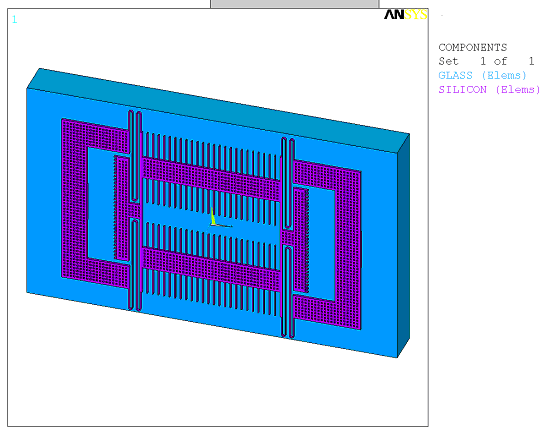 1
ANSYS
COMPONENTS
Set 1 of 1
GLASS (Elems)
SILICON (Elems)